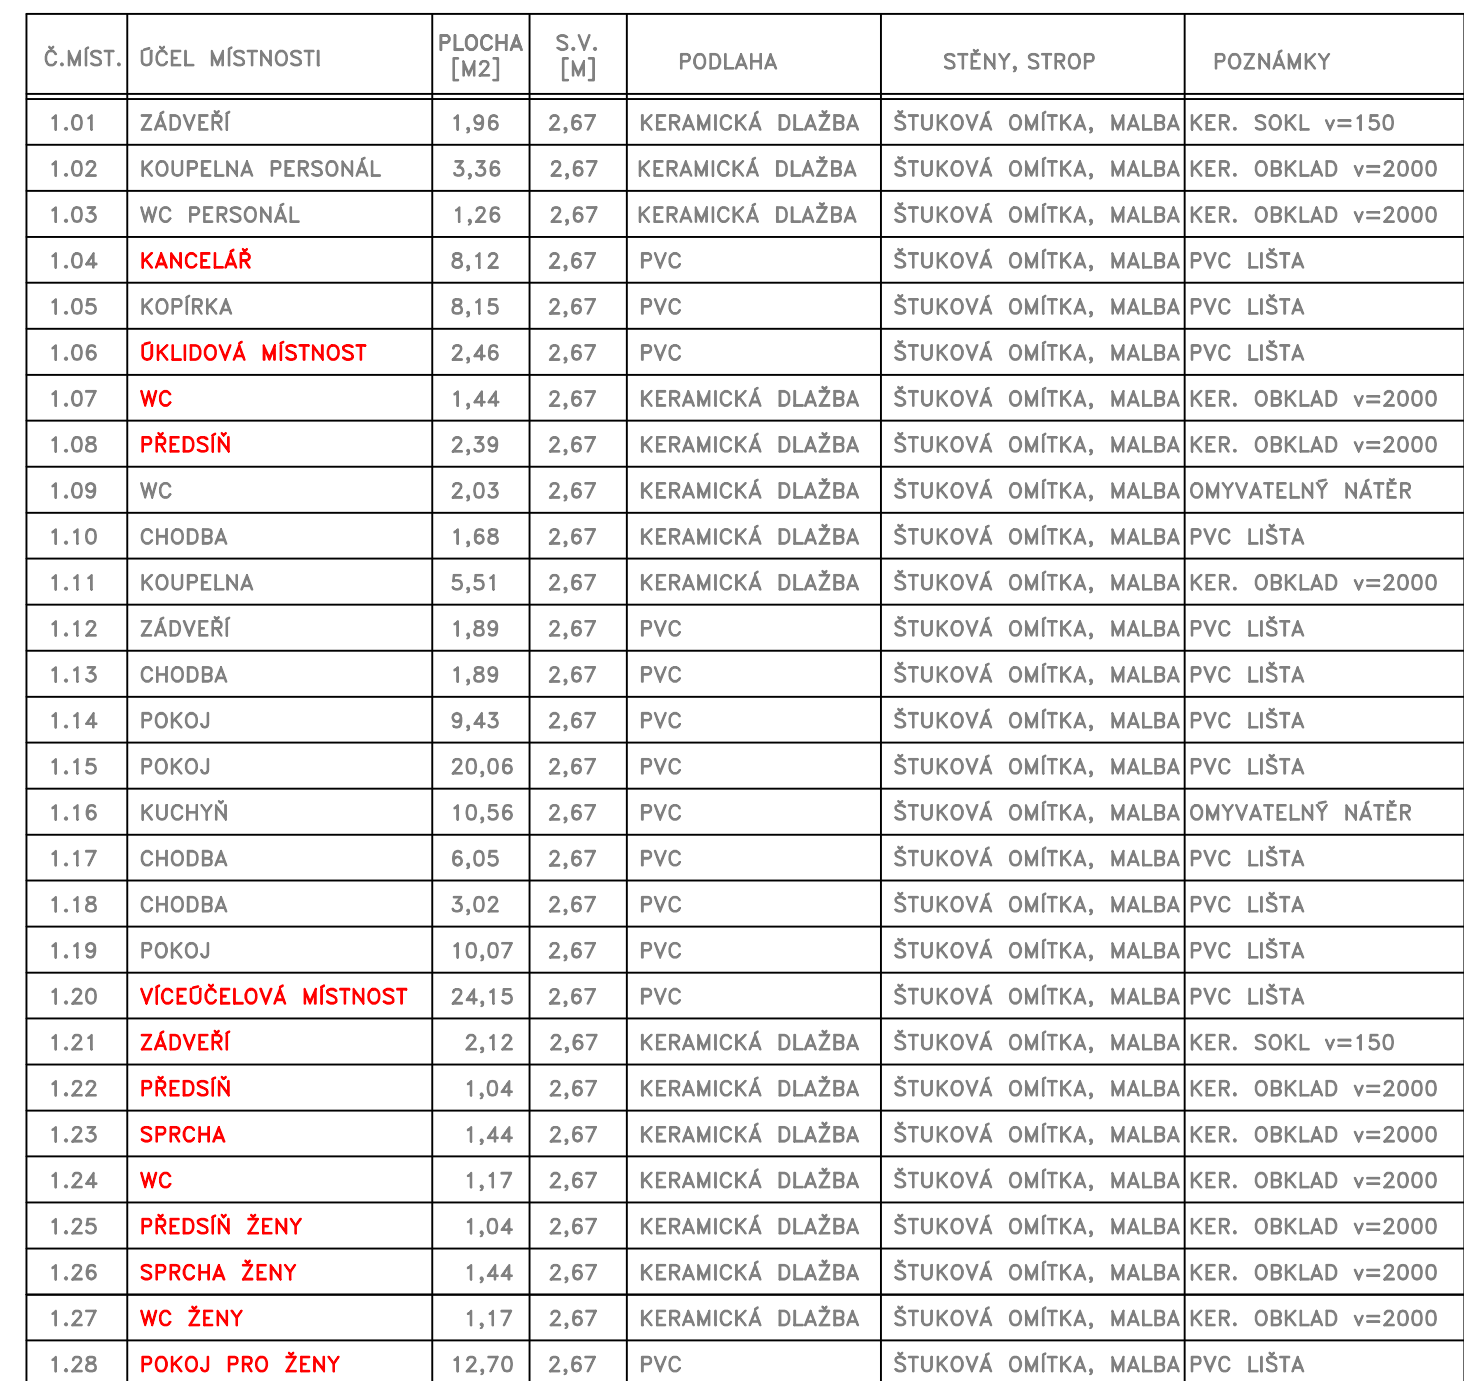 Č.MÍST. ÚČEL MÍSTNOSTI PLOCHA [M2] S.V. [M] PODLAHA STĚNY, STROP POZNÁMKY
1.01 ZÁDVEŘÍ 1,96 2,67 KERAMICKÁ DLAŽBA ŠTUKOVÁ OMÍTKA, MALBA KER. SOKL v=150
1.02 KOUPELNA PERSONÁL 3,36 2,67 KERAMICKÁ DLAŽBA ŠTUKOVÁ OMÍTKA, MALBA KER. OBKLAD v=2000
1.03 WC PERSONÁL 1,26 2,67 KERAMICKÁ DLAŽBA ŠTUKOVÁ OMÍTKA, MALBA KER. OBKLAD v=2000
1.04 KANCELÁŘ 8,12 2,67 PVC ŠTUKOVÁ OMÍTKA, MALBA PVC LIŠTA
1.05 KOPÍRKA 8,15 2,67 PVC ŠTUKOVÁ OMÍTKA, MALBA PVC LIŠTA
1.06 ÚKLIDOVÁ MÍSTNOST 2,46 2,67 PVC ŠTUKOVÁ OMÍTKA, MALBA PVC LIŠTA
1.07 WC 1,44 2,67 KERAMICKÁ DLAŽBA ŠTUKOVÁ OMÍTKA, MALBA KER. OBKLAD v=2000
1.08 PŘEDSÍŇ 2,39 2,67 KERAMICKÁ DLAŽBA ŠTUKOVÁ OMÍTKA, MALBA KER. OBKLAD v=2000
1.09 WC 2,03 2,67 KERAMICKÁ DLAŽBA ŠTUKOVÁ OMÍTKA, MALBA OMYVATELNÝ NÁTĚR
1.10 CHODBA 1,68 2,67 KERAMICKÁ DLAŽBA ŠTUKOVÁ OMÍTKA, MALBA PVC LIŠTA
1.11 KOUPELNA 5,51 2,67 KERAMICKÁ DLAŽBA ŠTUKOVÁ OMÍTKA, MALBA KER. OBKLAD v=2000
1.12 ZÁDVEŘÍ 1,89 2,67 PVC ŠTUKOVÁ OMÍTKA, MALBA PVC LIŠTA
1.13 CHODBA 1,89 2,67 PVC ŠTUKOVÁ OMÍTKA, MALBA PVC LIŠTA
1.14 POKOJ 9,43 2,67 PVC ŠTUKOVÁ OMÍTKA, MALBA PVC LIŠTA
1.15 POKOJ 20,06 2,67 PVC ŠTUKOVÁ OMÍTKA, MALBA PVC LIŠTA
1.16 KUCHYŇ 10,56 2,67 PVC ŠTUKOVÁ OMÍTKA, MALBA OMYVATELNÝ NÁTĚR
1.17 CHODBA 6,05 2,67 PVC ŠTUKOVÁ OMÍTKA, MALBA PVC LIŠTA
1.18 CHODBA 3,02 2,67 PVC ŠTUKOVÁ OMÍTKA, MALBA PVC LIŠTA
1.19 POKOJ 10,07 2,67 PVC ŠTUKOVÁ OMÍTKA, MALBA PVC LIŠTA
1.20 VÍCEÚČELOVÁ MÍSTNOST 24,15 2,67 PVC ŠTUKOVÁ OMÍTKA, MALBA PVC LIŠTA
1.21 ZÁDVEŘÍ 2,12 2,67 KERAMICKÁ DLAŽBA ŠTUKOVÁ OMÍTKA, MALBA KER. SOKL v=150
1.22 PŘEDSÍŇ 1,04 2,67 KERAMICKÁ DLAŽBA ŠTUKOVÁ OMÍTKA, MALBA KER. OBKLAD v=2000
1.23 SPRCHA 1,44 2,67 KERAMICKÁ DLAŽBA ŠTUKOVÁ OMÍTKA, MALBA KER. OBKLAD v=2000
1.24 WC 1,17 2,67 KERAMICKÁ DLAŽBA ŠTUKOVÁ OMÍTKA, MALBA KER. OBKLAD v=2000
1.25 PŘEDSÍŇ ŽENY 1,04 2,67 KERAMICKÁ DLAŽBA ŠTUKOVÁ OMÍTKA, MALBA KER. OBKLAD v=2000
1.26 SPRCHA ŽENY 1,44 2,67 KERAMICKÁ DLAŽBA ŠTUKOVÁ OMÍTKA, MALBA KER. OBKLAD v=2000
1.27 WC ŽENY 1,17 2,67 KERAMICKÁ DLAŽBA ŠTUKOVÁ OMÍTKA, MALBA KER. OBKLAD v=2000
1.28 POKOJ PRO ŽENY 12,70 2,67 PVC ŠTUKOVÁ OMÍTKA, MALBA PVC LIŠTA